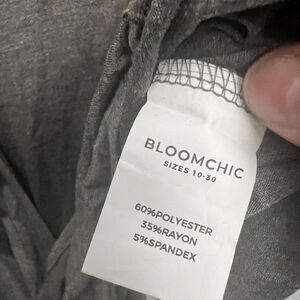 BLOOMCHIC
SIZES 10-30
60%POLYESTER
35%RAYON
5%SPANDEX